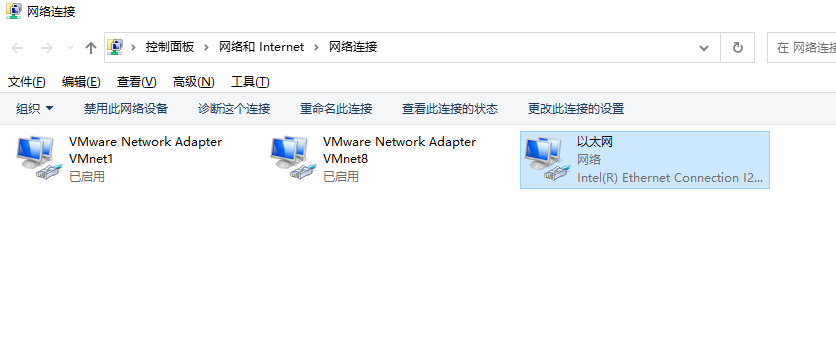 网络连接
控制面板 网络和 Internet 网络连接 在 网络连接
文件(F) 编辑(E) 查看(V) 高级(N) 工具(T)
组织 禁用此网络设备 诊断这个连接 重命名此连接 查看此连接的状态 更改此连接的设置
VMware Network Adapter
VMnet1
已启用
VMware Network Adapter
VMnet8
已启用
以太网
网络
Intel(R) Ethernet Connection I2...